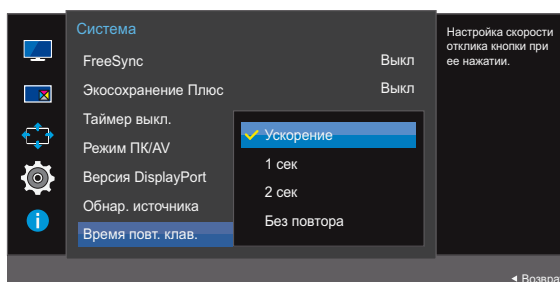 Система
FreeSync Выкл
Экосохранение Плюс Выкл
Таймер выкл.
Режим ПК/AV
Версия DisplayPort
Обнар. источника
Время повт. клав.
Ускорение
1 сек
2 сек
Без повтора
Настройка скорости
отклика кнопки при
ее нажатии.
Возврат